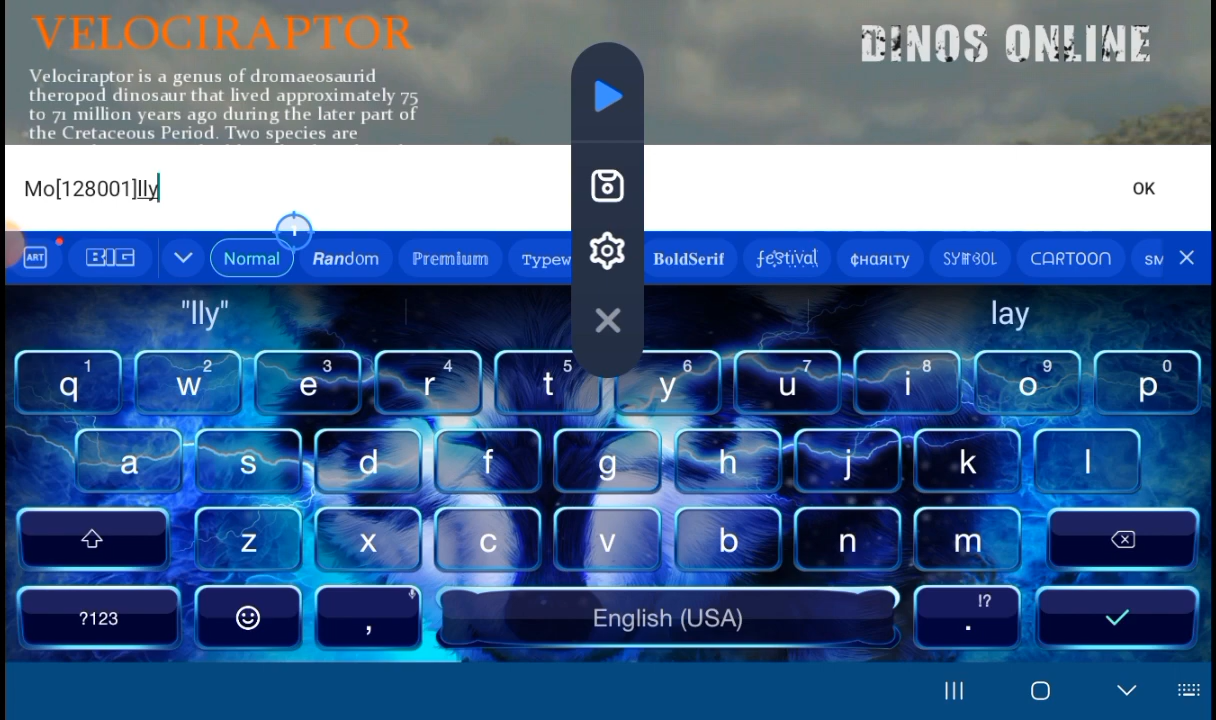 VELOCIRAPTOR
DINOS ONLINE
Velociraptor is a genus of dromaeosaurid
theropod dinosaur that lived approximately 75
to 71 million years ago during the later part of
the Cretaceous Period. Two species are
Mo[128001]lly
OK
1
ART BIG Normal Random Premium Typew BoldSerif festival ¢нαяιту SYMBOL CARTOON SM
"lly" lay
1 2 3 4 5 6 7 8 9 0
q w e r t y u i o p
a s d f g h j k l
z x c v b n m
?123 , English (USA) !? .